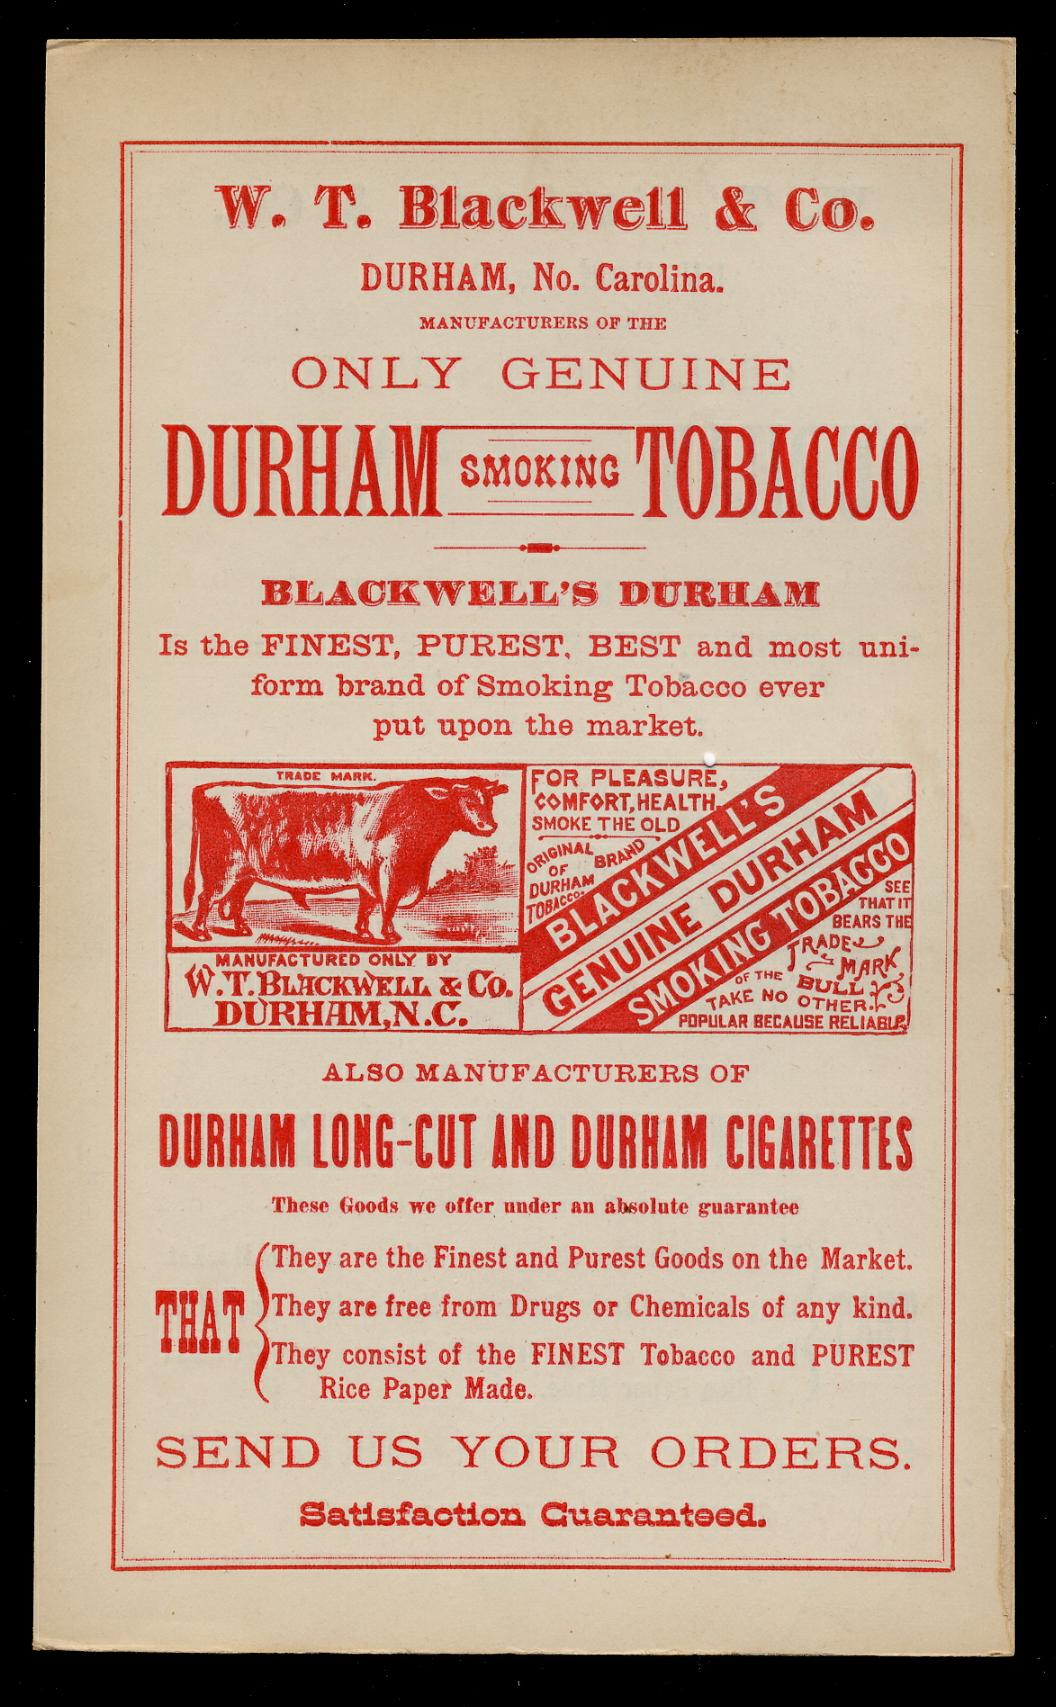 W. T. Blackwell & Co.
DURHAM, No. Carolina.
MANUFACTURERS OF THE
ONLY GENUINE
DURHAM SMOKING TOBACCO
BLACKWELL'S DURHAM
Is the FINEST, PUREST, BEST and most uni-
form brand of Smoking Tobacco ever
put upon the market.
TRADE MARK.
MANUFACTURED ONLY BY
W. T. BLACKWELL & Co.
DURHAM, N.C.
FOR PLEASURE,
COMFORT, HEALTH
SMOKE THE OLD
ORIGINAL BRAND
OF
DURHAM
TOBACCO.
BLACKWELL'S
GENUINE DURHAM
SMOKING TOBACCO
SEE
THAT IT
BEARS THE
TRADE
MARK
OF THE BULL
TAKE NO OTHER.
POPULAR BECAUSE RELIABLE
ALSO MANUFACTURERS OF
DURHAM LONG-CUT AND DURHAM CIGARETTES
These Goods we offer under an absolute guarantee
THAT
They are the Finest and Purest Goods on the Market.
They are free from Drugs or Chemicals of any kind.
They consist of the FINEST Tobacco and PUREST
Rice Paper Made.
SEND US YOUR ORDERS.
Satisfaction Guaranteed.